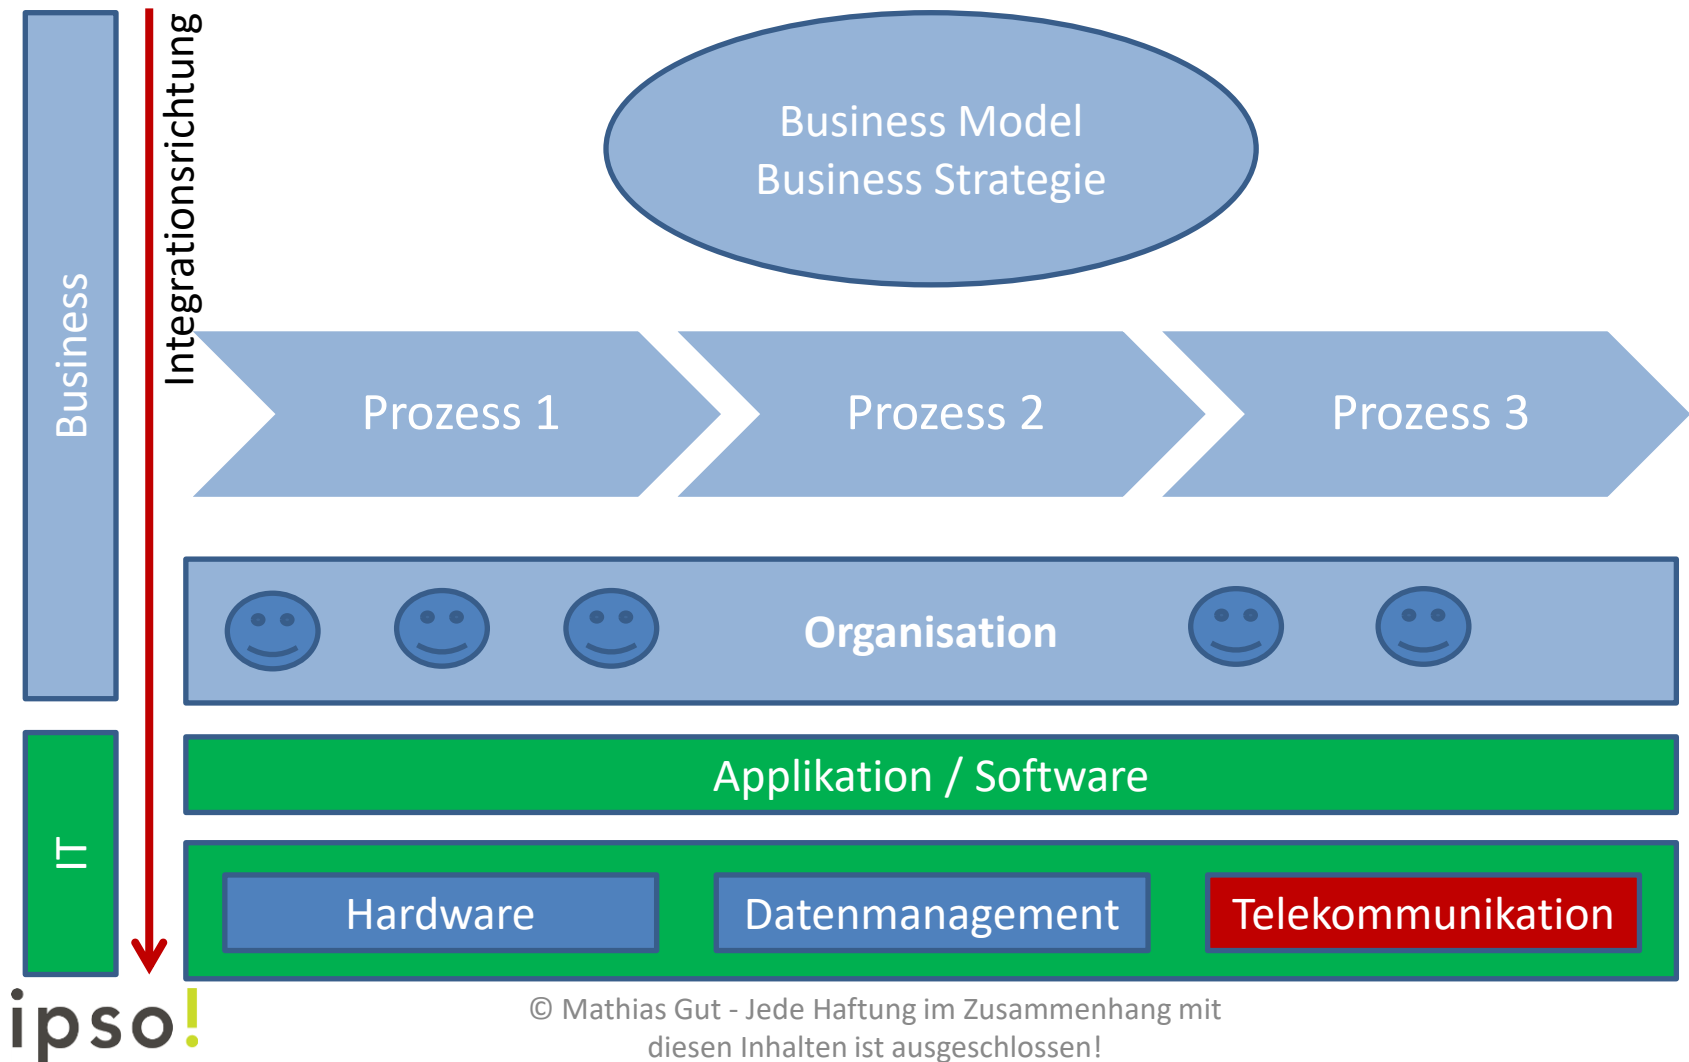 Business
Integrationsrichtung
Business Model
Business Strategie
Prozess 1
Prozess 2
Prozess 3
Organisation
IT
Applikation / Software
Hardware
Datenmanagement
Telekommunikation
ipso!
© Mathias Gut - Jede Haftung im Zusammenhang mit
diesen Inhalten ist ausgeschlossen!